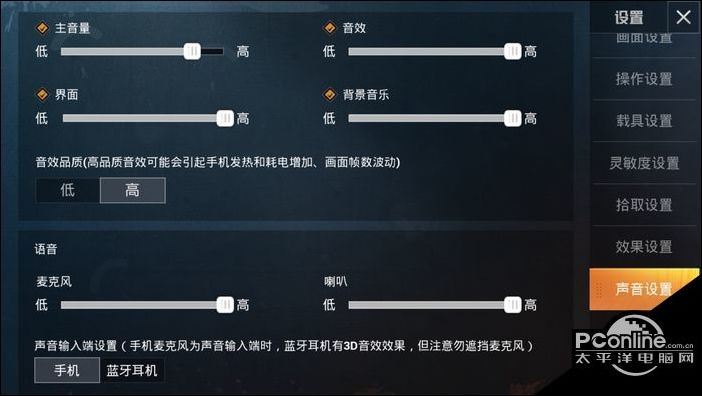 设置
主音量
音效
低
高
低
高
界面
背景音乐
低
高
低
高
音效品质(高品质音效可能会引起手机发热和耗电增加、画面帧数波动)
低
高
语音
麦克风
喇叭
低
高
低
高
声音输入端设置（手机麦克风为声音输入端时，蓝牙耳机有3D音效效果，但注意勿遮挡麦克风）
手机
蓝牙耳机
画面设置
操作设置
载具设置
灵敏度设置
拾取设置
效果设置
声音设置
PConline.com.cn
太平洋电脑网